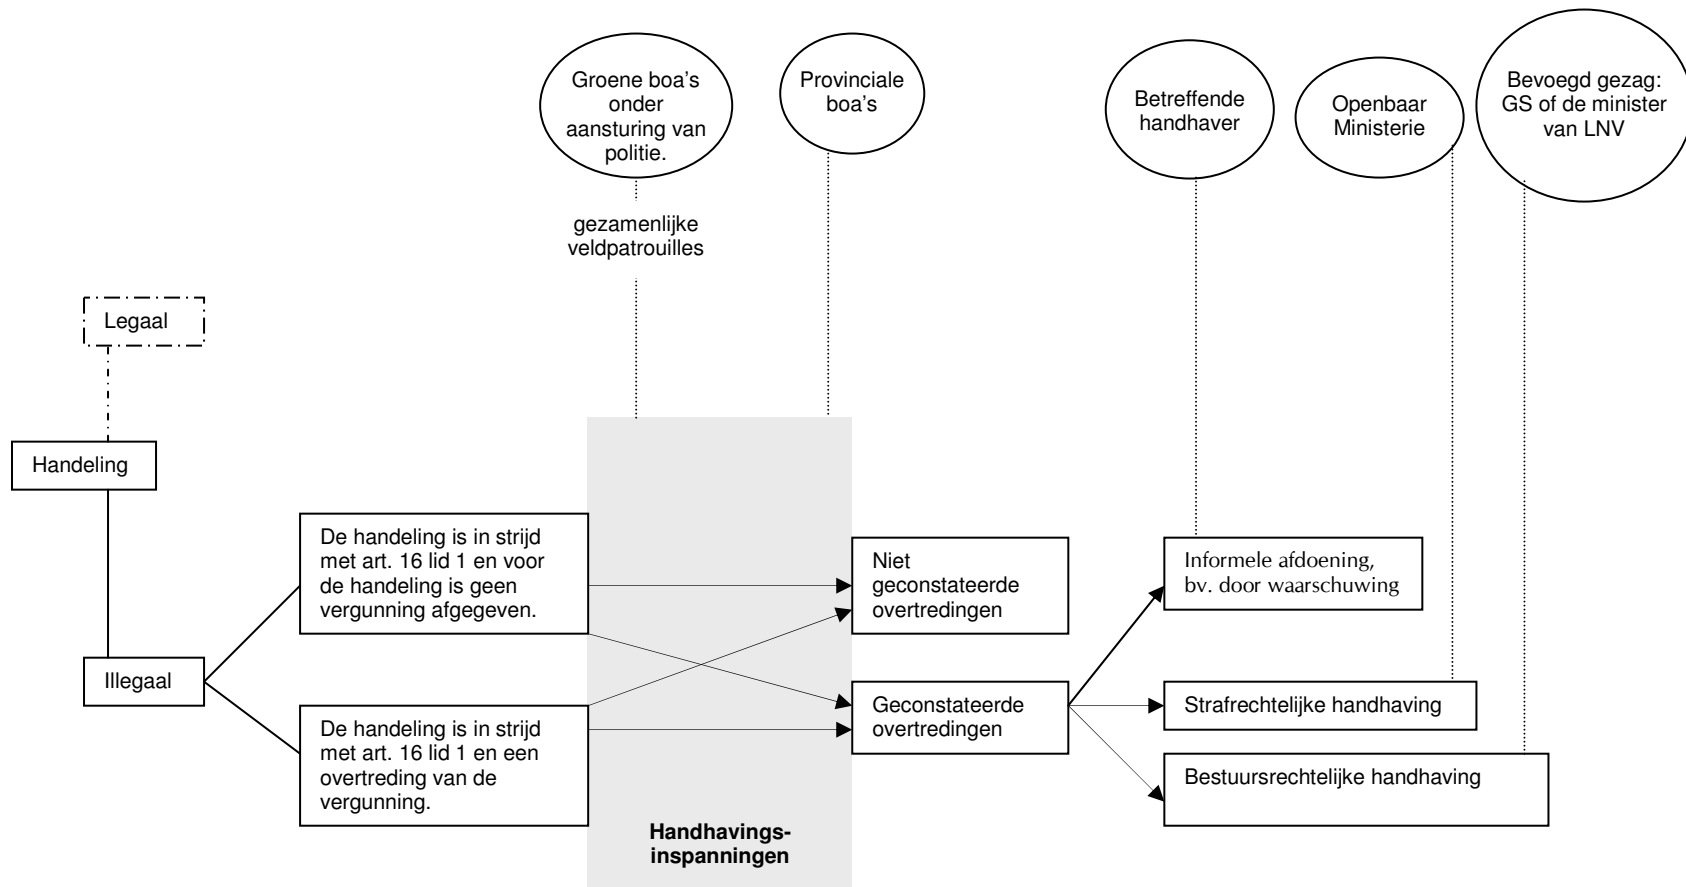 Groene boa's
onder
aansturing van
politie.
Provinciale
boa's
Betreffende
handhaver
Openbaar
Ministerie
Bevoegd gezag:
GS of de minister
van LNV
gezamenlijke
veldpatrouilles
Legaal
Handeling
Illegaal
De handeling is in strijd
met art. 16 lid 1 en voor
de handeling is geen
vergunning afgegeven.
De handeling is in strijd
met art. 16 lid 1 en een
overtreding van de
vergunning.
Handhavings-
inspanningen
Niet
geconstateerde
overtredingen
Geconstateerde
overtredingen
Informele afdoening,
bv. door waarschuwing
Strafrechtelijke handhaving
Bestuursrechtelijke handhaving